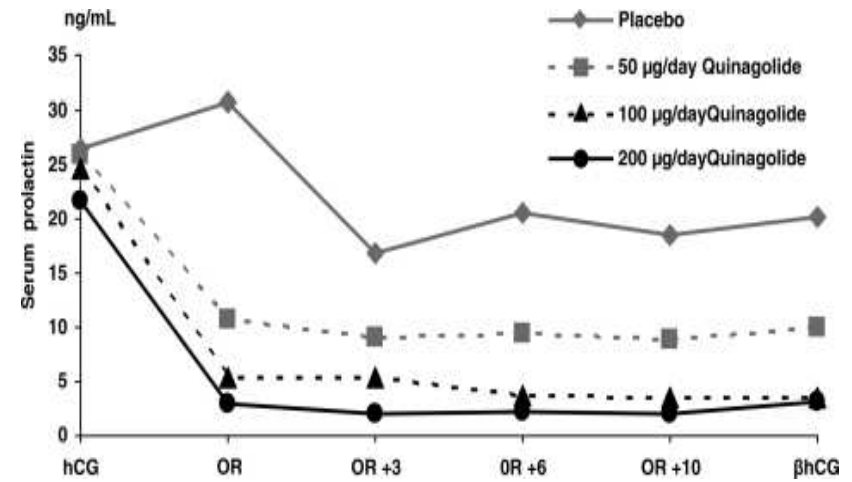 ng/mL
Placebo
50 µg/day Quinagolide
100 µg/dayQuinagolide
200 µg/dayQuinagolide
35
30
25
20
15
10
5
0
Serum prolactin
hCG OR OR +3 0R +6 OR +10 βhCG